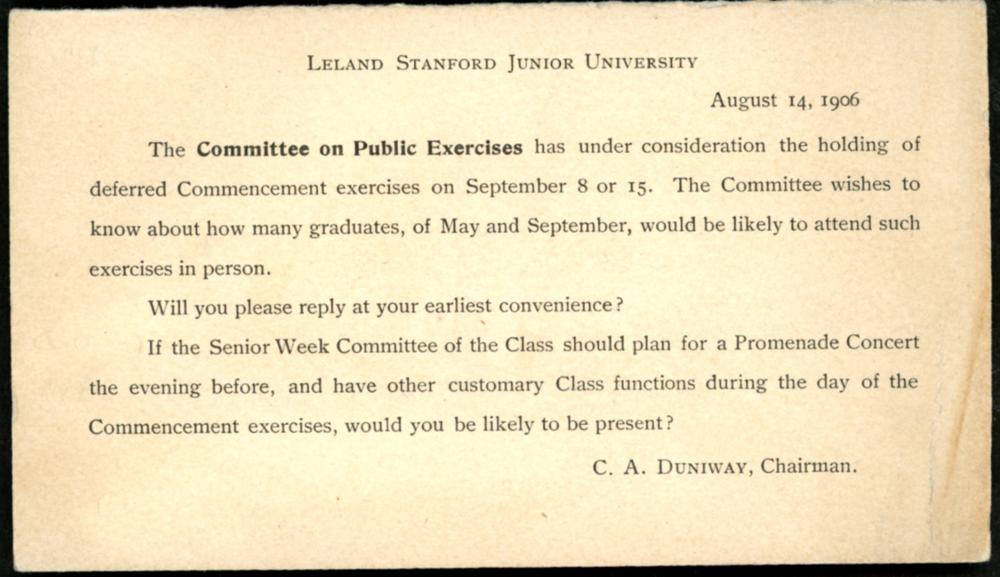 Leland Stanford Junior University
August 14, 1906
The Committee on Public Exercises has under consideration the holding of
deferred Commencement exercises on September 8 or 15. The Committee wishes to
know about how many graduates, of May and September, would be likely to attend such
exercises in person.
Will you please reply at your earliest convenience?
If the Senior Week Committee of the Class should plan for a Promenade Concert
the evening before, and have other customary Class functions during the day of the
Commencement exercises, would you be likely to be present?
C. A. Duniway, Chairman.